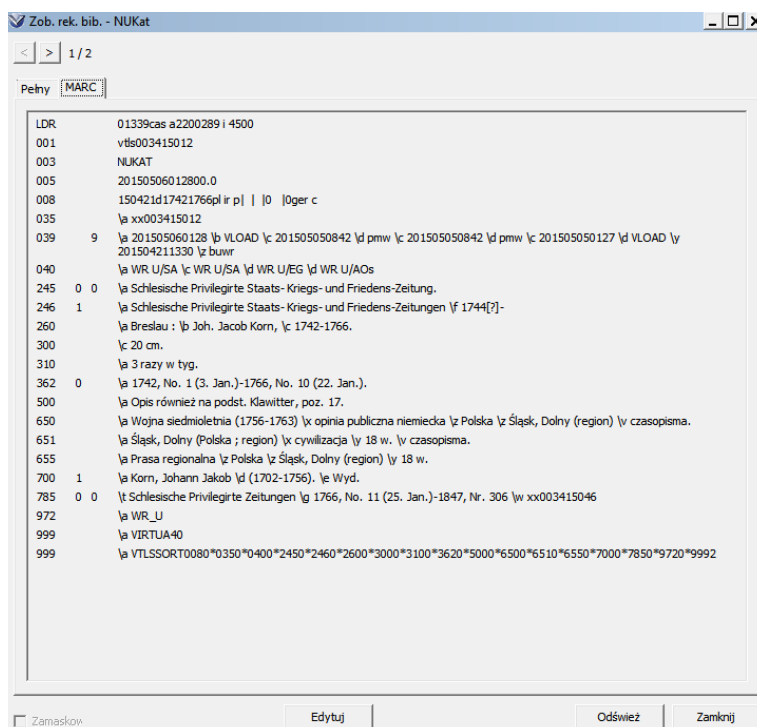 Zob. rek. bib. - NUKat
< > 1 / 2
Pełny MARC
LDR 01339cas a2200289 i 4500
001 vtls003415012
003 NUKAT
005 20150506012800.0
008 150421d17421766pl ir p| | |0 |0ger c
035 \a xx003415012
039 9 \a 201505060128 \b VLOAD \c 201505050842 \d pmw \c 201505050842 \d pmw \c 201505050127 \d VLOAD \y
201504211330 \z buwr
040 \a WR U/SA \c WR U/SA \d WR U/EG \d WR U/AOs
245 0 0 \a Schlesische Privilegirte Staats- Kriegs- und Friedens-Zeitung.
246 1 \a Schlesische Privilegirte Staats- Kriegs- und Friedens-Zeitungen \f 1744[?]-
260 \a Breslau : \b Joh. Jacob Korn, \c 1742-1766.
300 \c 20 cm.
310 \a 3 razy w tyg.
362 0 \a 1742, No. 1 (3. Jan.)-1766, No. 10 (22. Jan.).
500 \a Opis również na podst. Klawitter, poz. 17.
650 \a Wojna siedmioletnia (1756-1763) \x opinia publiczna niemiecka \z Polska \z Śląsk, Dolny (region) \v czasopisma.
651 \a Śląsk, Dolny (Polska ; region) \x cywilizacja \y 18 w. \v czasopisma.
655 \a Prasa regionalna \z Polska \z Śląsk, Dolny (region) \y 18 w.
700 1 \a Korn, Johann Jakob \d (1702-1756). \e Wyd.
785 0 0 \t Schlesische Privilegirte Zeitungen \g 1766, No. 11 (25. Jan.)-1847, Nr. 306 \w xx003415046
972 \a WR_U
999 \a VIRTUA40
999 \a VTLSSORT0080*0350*0400*2450*2460*2600*3000*3100*3620*5000*6500*6510*6550*7000*7850*9720*9992
Zamaskow Edytuj Odśwież Zamknij